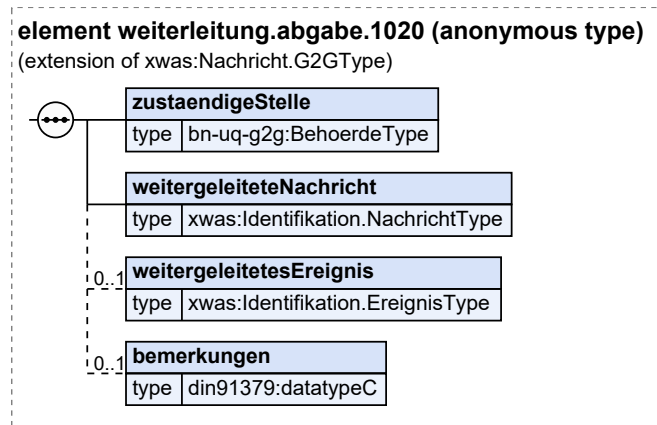 element weiterleitung.abgabe.1020 (anonymous type)
(extension of xwas:Nachricht.G2GType)
zustaendigeStelle
type bn-uq-g2g:BehoerdeType
weitergeleiteteNachricht
type xwas:Identifikation.NachrichtType
0..1 weitergeleitetesEreignis
type xwas:Identifikation.EreignisType
0..1 bemerkungen
type din91379:datatypeC